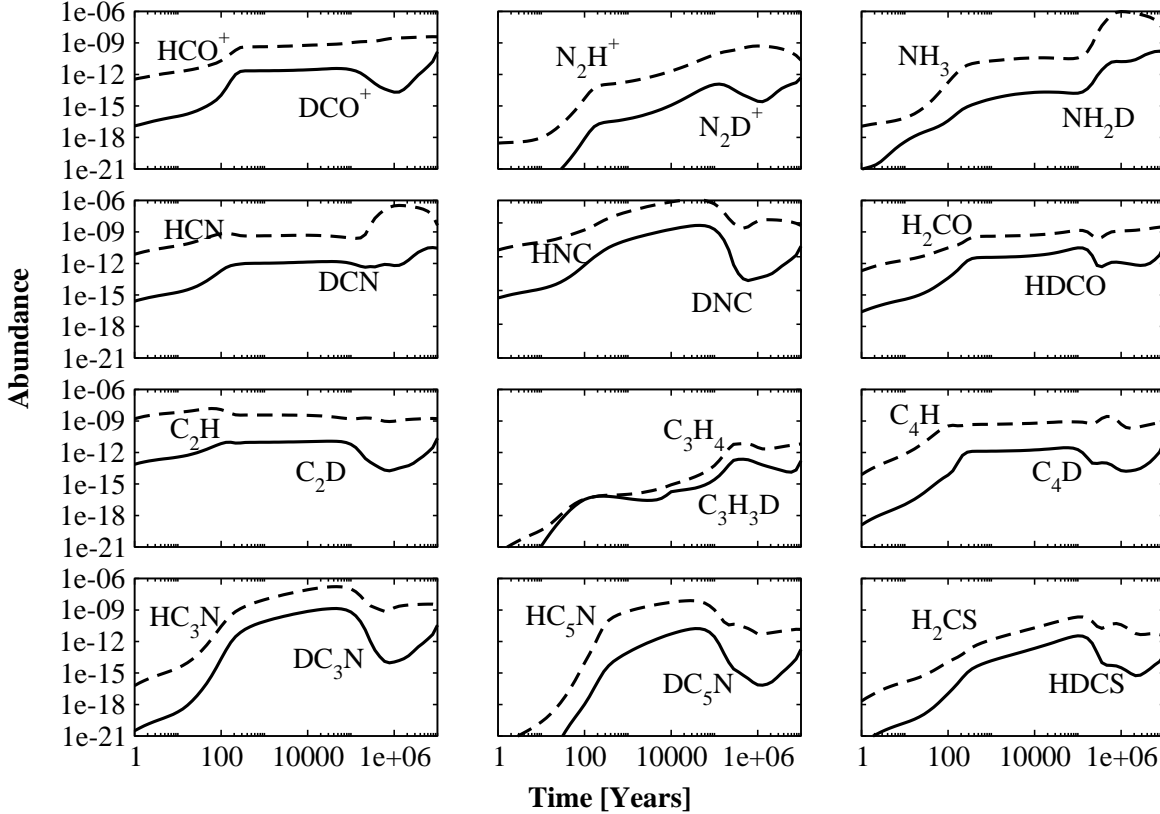 1e-06
1e-09
1e-12
1e-15
1e-18
1e-21
HCO+
DCO+
N2H+
N2D+
NH3
NH2D
1e-06
1e-09
1e-12
1e-15
1e-18
1e-21
HCN
DCN
HNC
DNC
H2CO
HDCO
Abundance
1e-06
1e-09
1e-12
1e-15
1e-18
1e-21
C2H
C2D
C3H4
C3H3D
C4H
C4D
1e-06
1e-09
1e-12
1e-15
1e-18
1e-21
HC3N
DC3N
HC5N
DC5N
H2CS
HDCS
1 100 10000 1e+06 1 100 10000 1e+06 1 100 10000 1e+06
Time [Years]